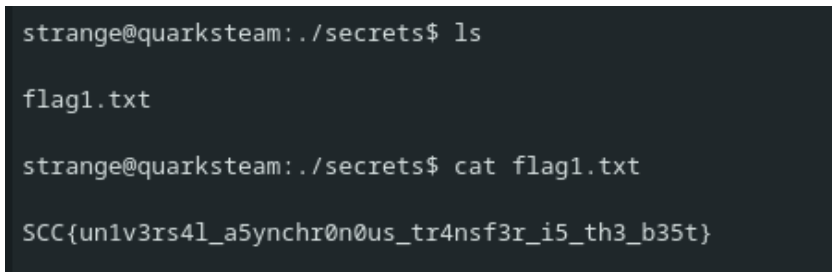 strange@quarksteam:./secrets$ ls
flag1.txt
strange@quarksteam:./secrets$ cat flag1.txt
SCC{un1v3rs4l_a5ynchr0n0us_tr4nsf3r_i5_th3_b35t}